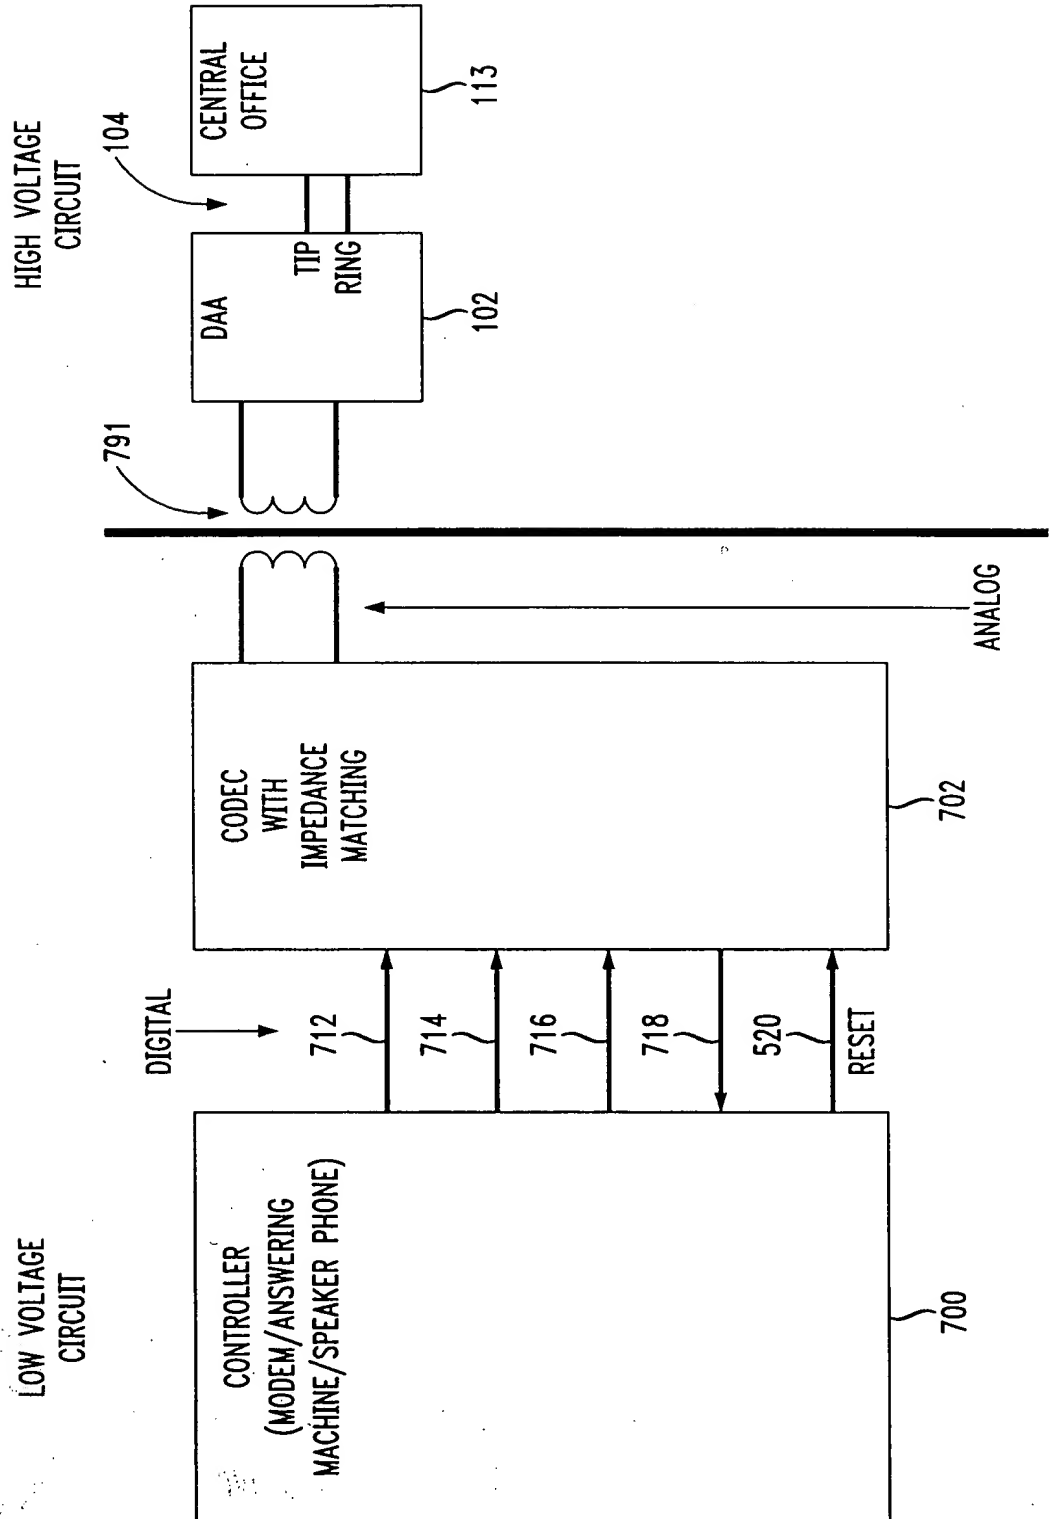 LOW VOLTAGE
CIRCUIT
HIGH VOLTAGE
CIRCUIT
CONTROLLER
(MODEM/ANSWERING
MACHINE/SPEAKER PHONE)
700
DIGITAL
712
714
716
718
520
RESET
CODEC
WITH
IMPEDANCE
MATCHING
702
ANALOG
791
DAA
TIP
RING
102
104
CENTRAL
OFFICE
113